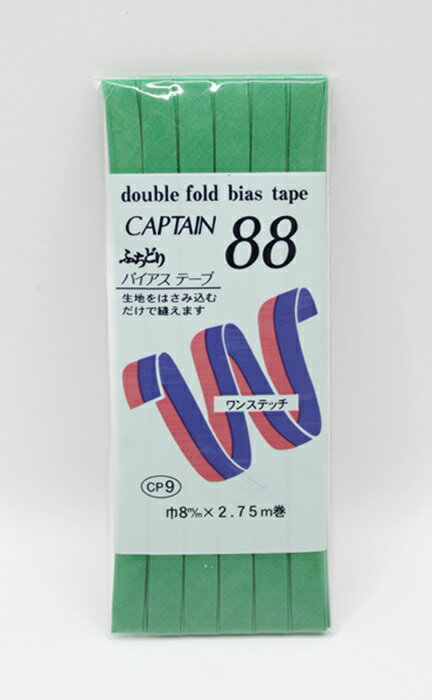 double fold bias tape
CAPTAIN 88
ふちどり
バイアス テープ
生地をはさみ込む
だけで縫えます
ワンステッチ
CP9
巾8m/m×2.75m巻